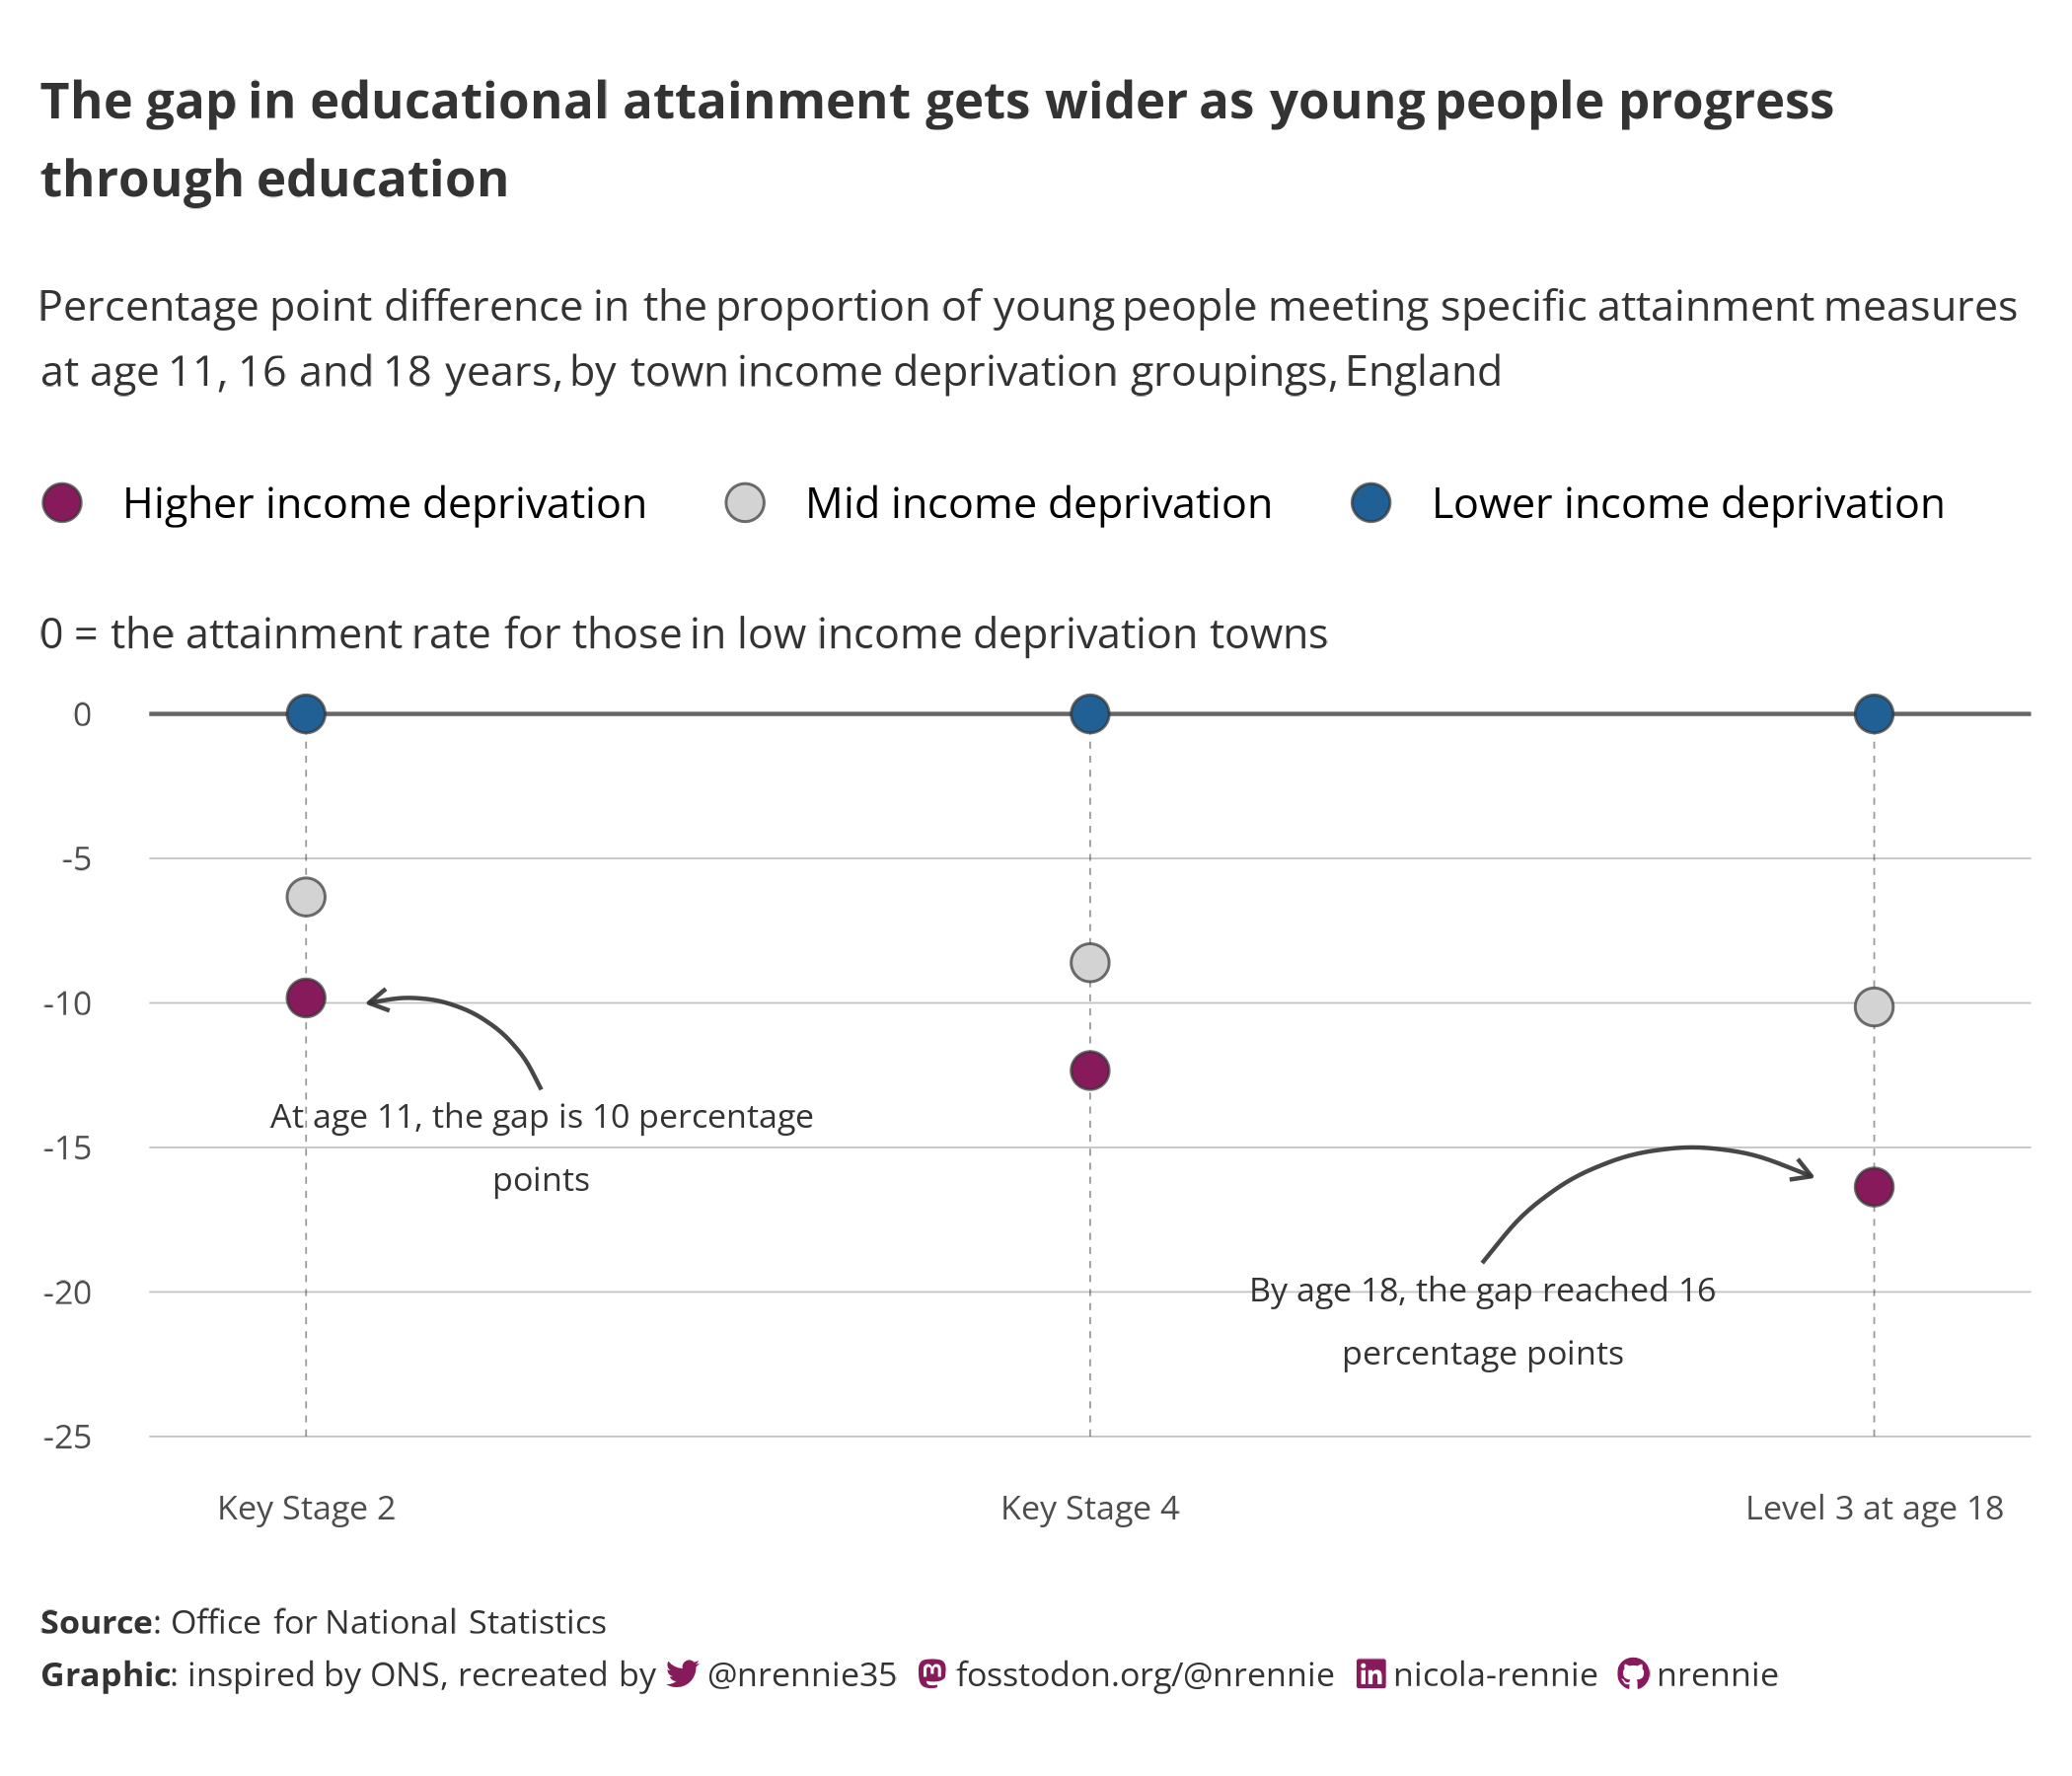 The gap in educational attainment gets wider as young people progress
through education
Percentage point difference in the proportion of young people meeting specific attainment measures
at age 11, 16 and 18 years, by town income deprivation groupings, England
Higher income deprivation Mid income deprivation Lower income deprivation
0 = the attainment rate for those in low income deprivation towns
0
-5
-10
At age 11, the gap is 10 percentage
points
-15
By age 18, the gap reached 16
percentage points
-20
-25
Key Stage 2 Key Stage 4 Level 3 at age 18
Source: Office for National Statistics
Graphic: inspired by ONS, recreated by @nrennie35 fosstodon.org/@nrennie nicola-rennie nrennie